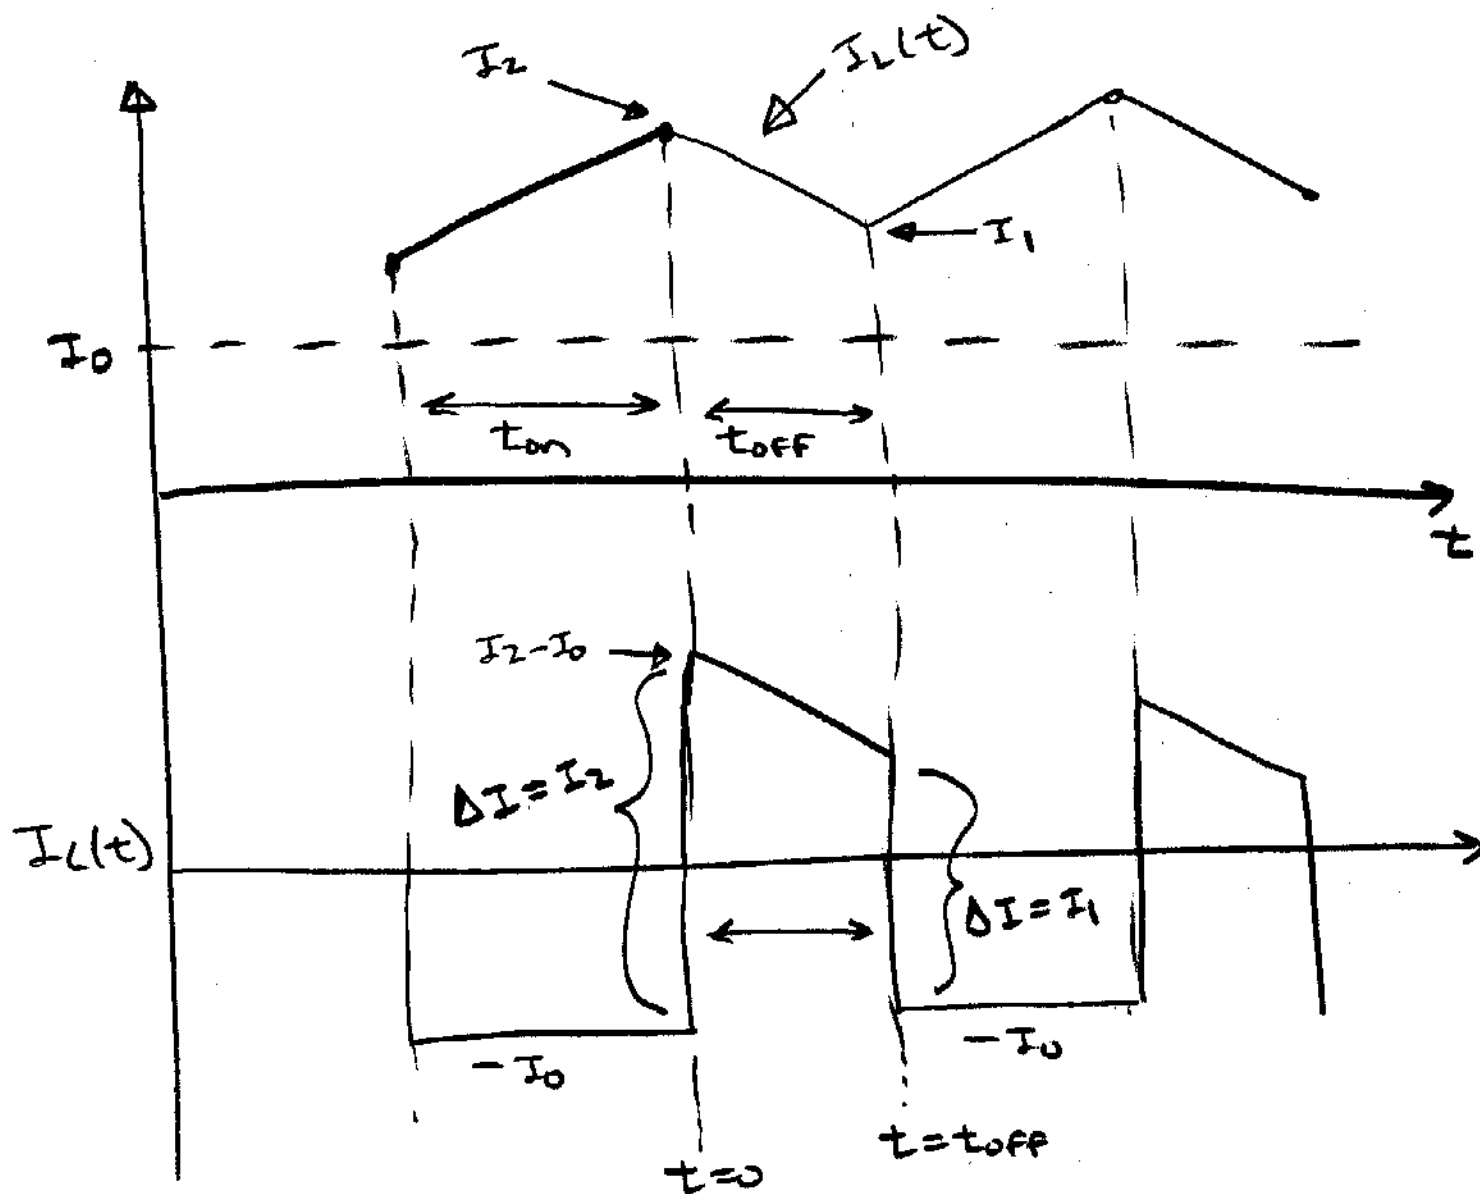 I2
IL(t)
I1
I0
ton
toff
t
I2-I0
ΔI=I2
Ic(t)
ΔI=I1
-I0
-I0
t=toff
t=0